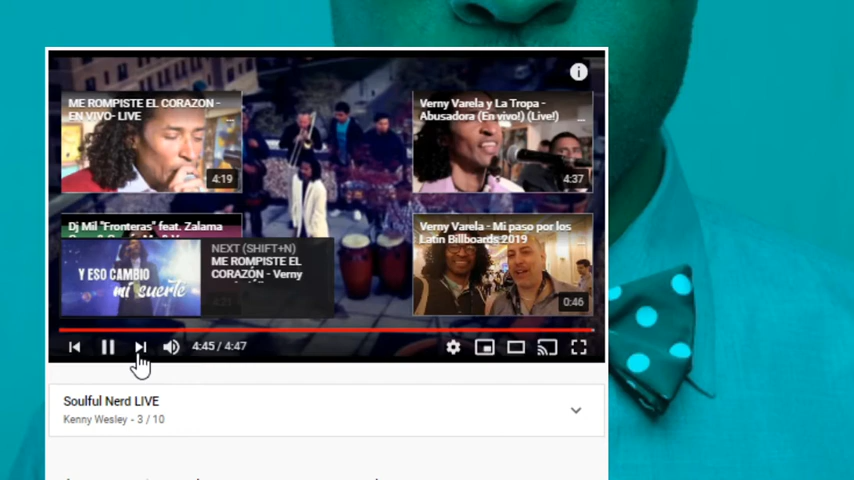 ME ROMPISTE EL CORAZON -
EN VIVO- LIVE
4:19
Verny Varela y La Tropa -
Abusadora (En vivo!) (Live!)
4:37
Dj Mil "Fronteras" feat. Zalama
Y ESO CAMBIO
mi suerte
NEXT (SHIFT+N)
ME ROMPISTE EL
CORAZÓN - Verny
Verny Varela - Mi paso por los
Latin Billboards 2019
0:46
4:45 / 4:47
Soulful Nerd LIVE
Kenny Wesley - 3 / 10